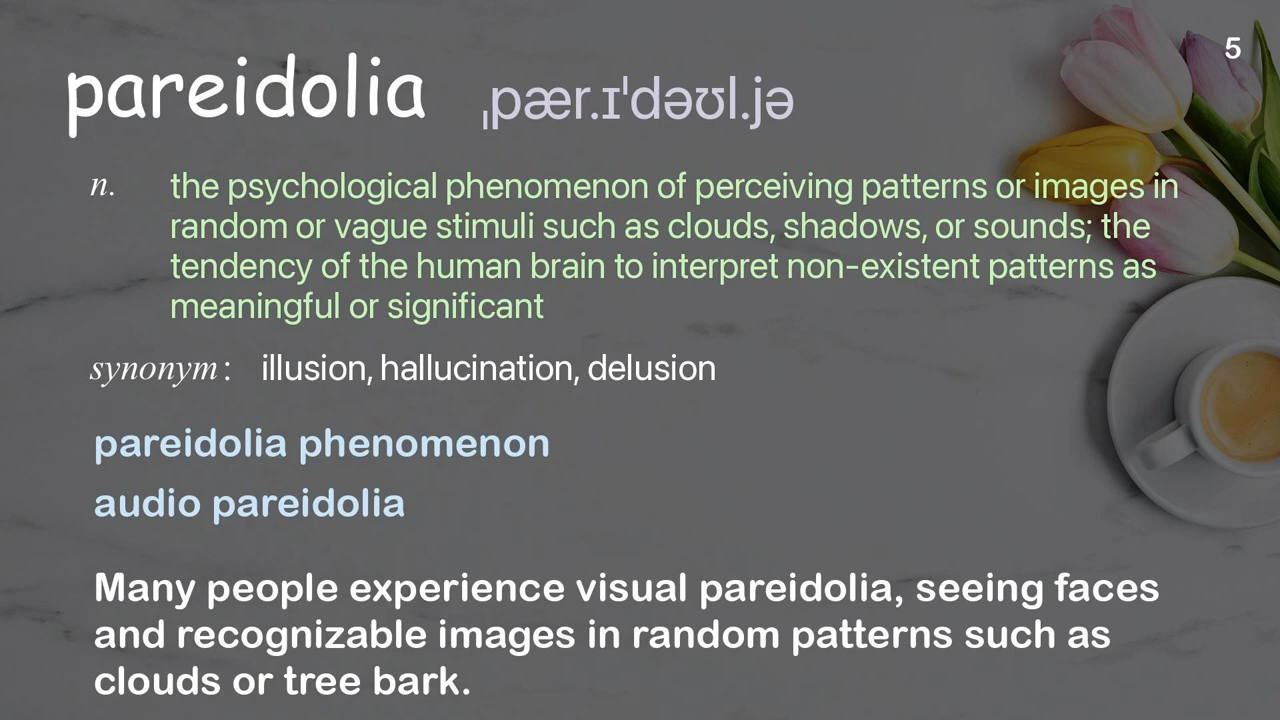 5
pareidolia ˌpær.ɪˈdəʊl.jə
n. the psychological phenomenon of perceiving patterns or images in
random or vague stimuli such as clouds, shadows, or sounds; the
tendency of the human brain to interpret non-existent patterns as
meaningful or significant
synonym: illusion, hallucination, delusion
pareidolia phenomenon
audio pareidolia
Many people experience visual pareidolia, seeing faces
and recognizable images in random patterns such as
clouds or tree bark.